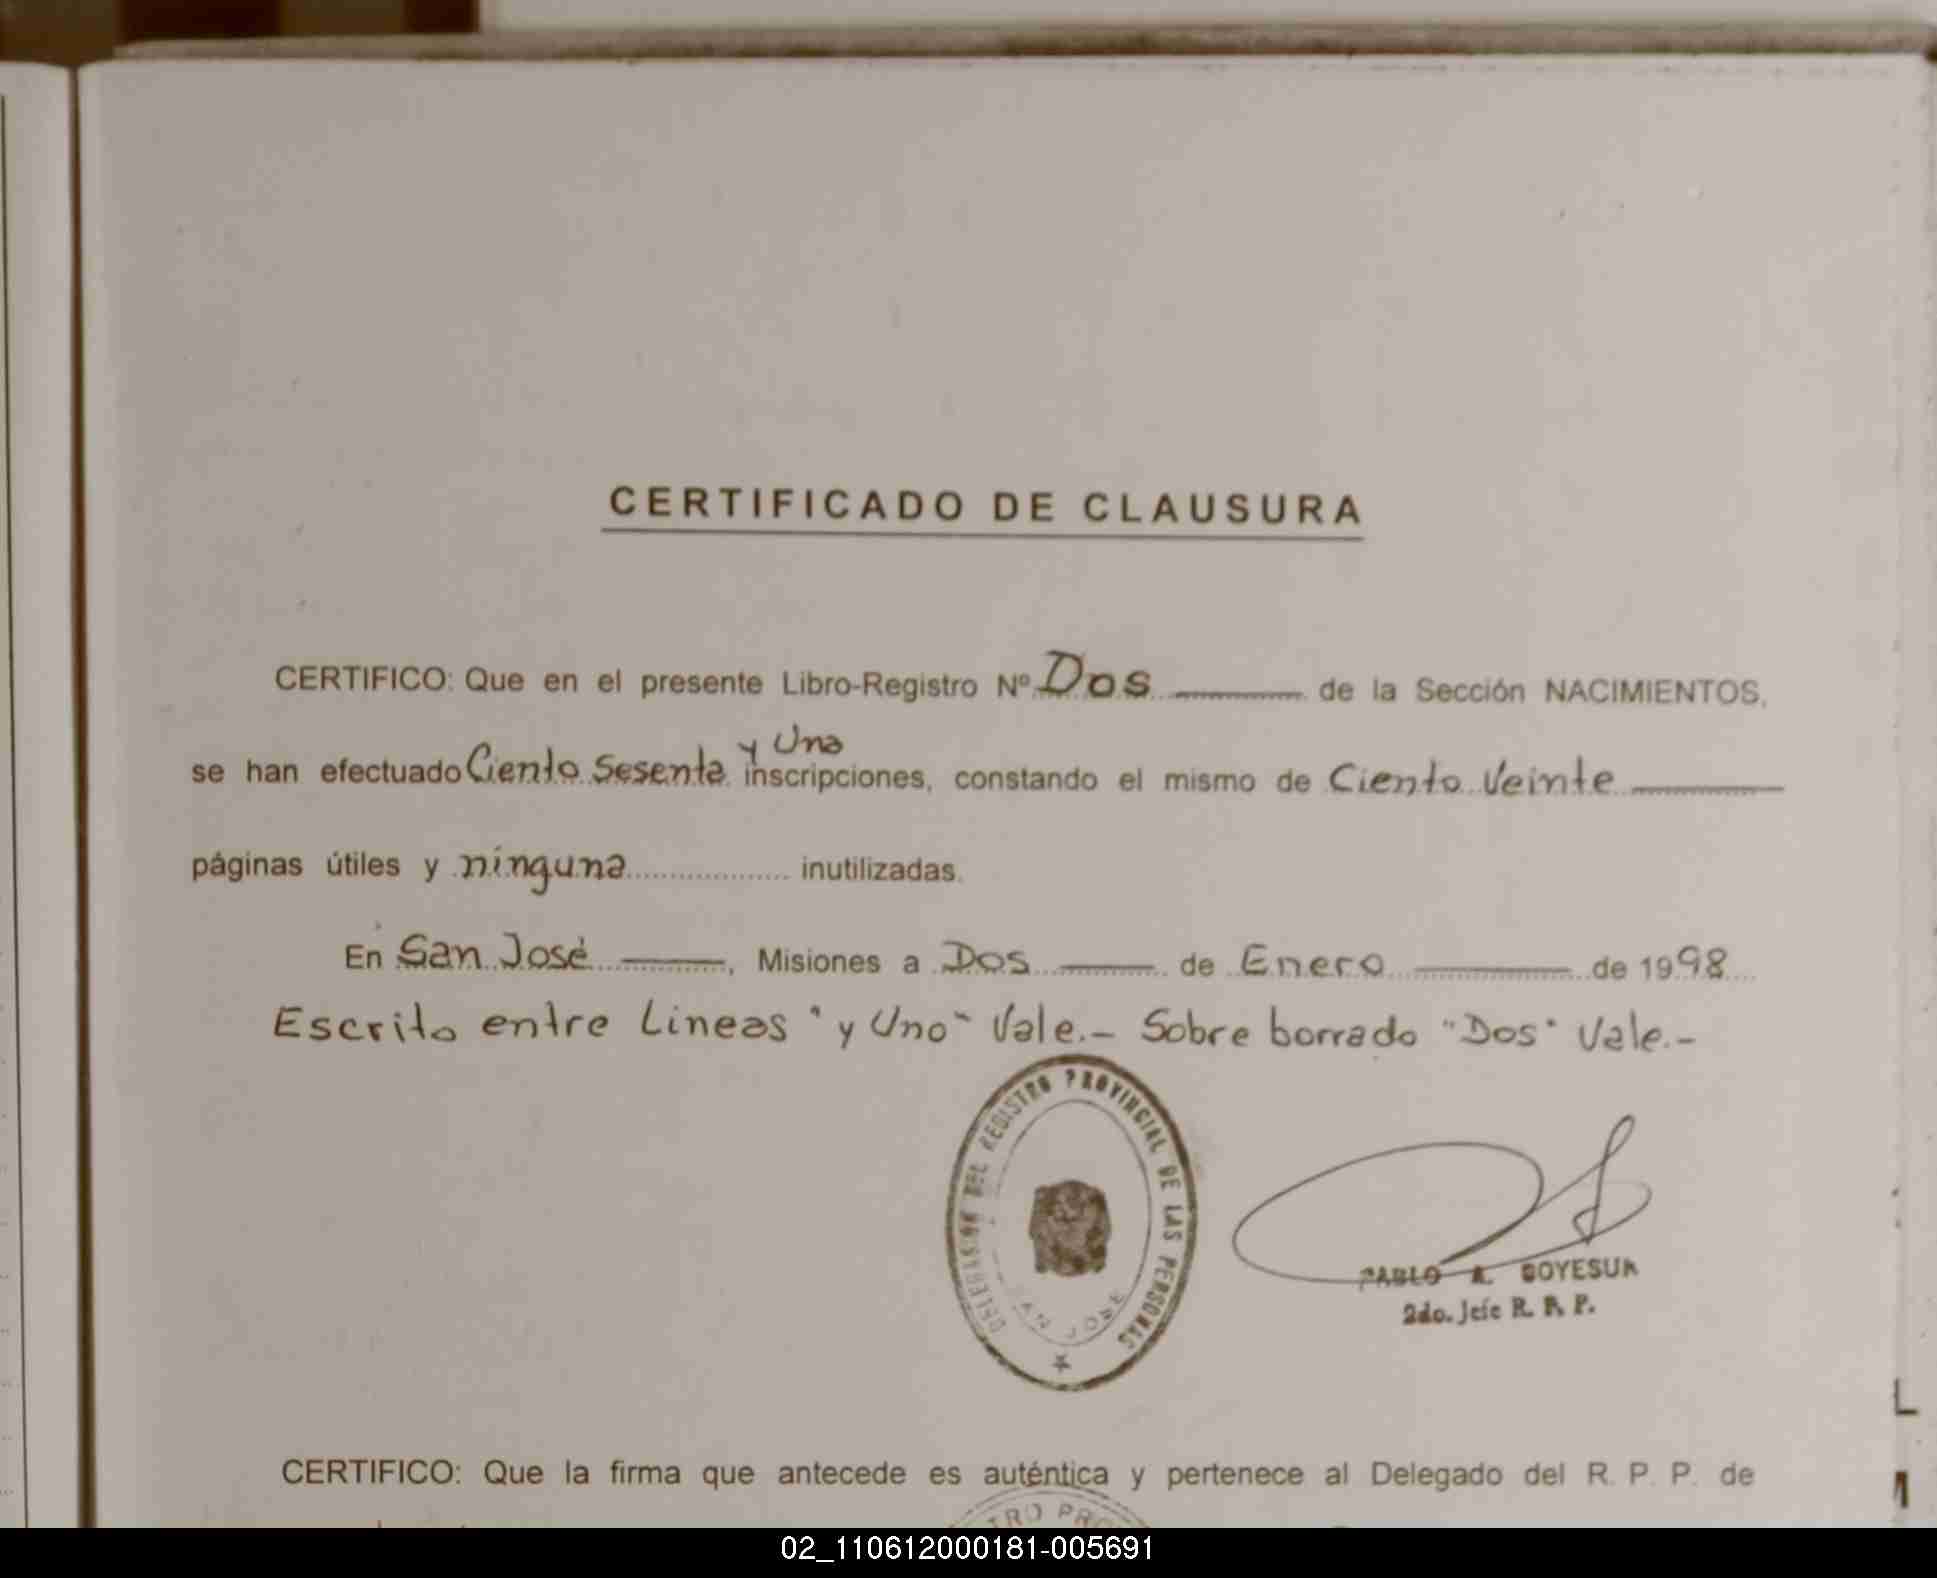 CERTIFICADO DE CLAUSURA
CERTIFICO: Que en el presente Libro-Registro Nº Dos de la Sección NACIMIENTOS,
y Una
se han efectuado Ciento Sesenta inscripciones, constando el mismo de Ciento Veinte
páginas útiles y ninguna inutilizadas.
En San José, Misiones a Dos de Enero de 1998
Escrito entre Lineas "y Uno" Vale.- Sobre borrado "Dos" Vale.-
DELEGACION DEL REGISTRO PROVINCIAL DE LAS PERSONAS
AN JOSE
PABLO A.
2do. Jefe R. P. P.
CERTIFICO: Que la firma que antecede es auténtica y pertenece al Delegado del R. P. P. de
02_110612000181-005691